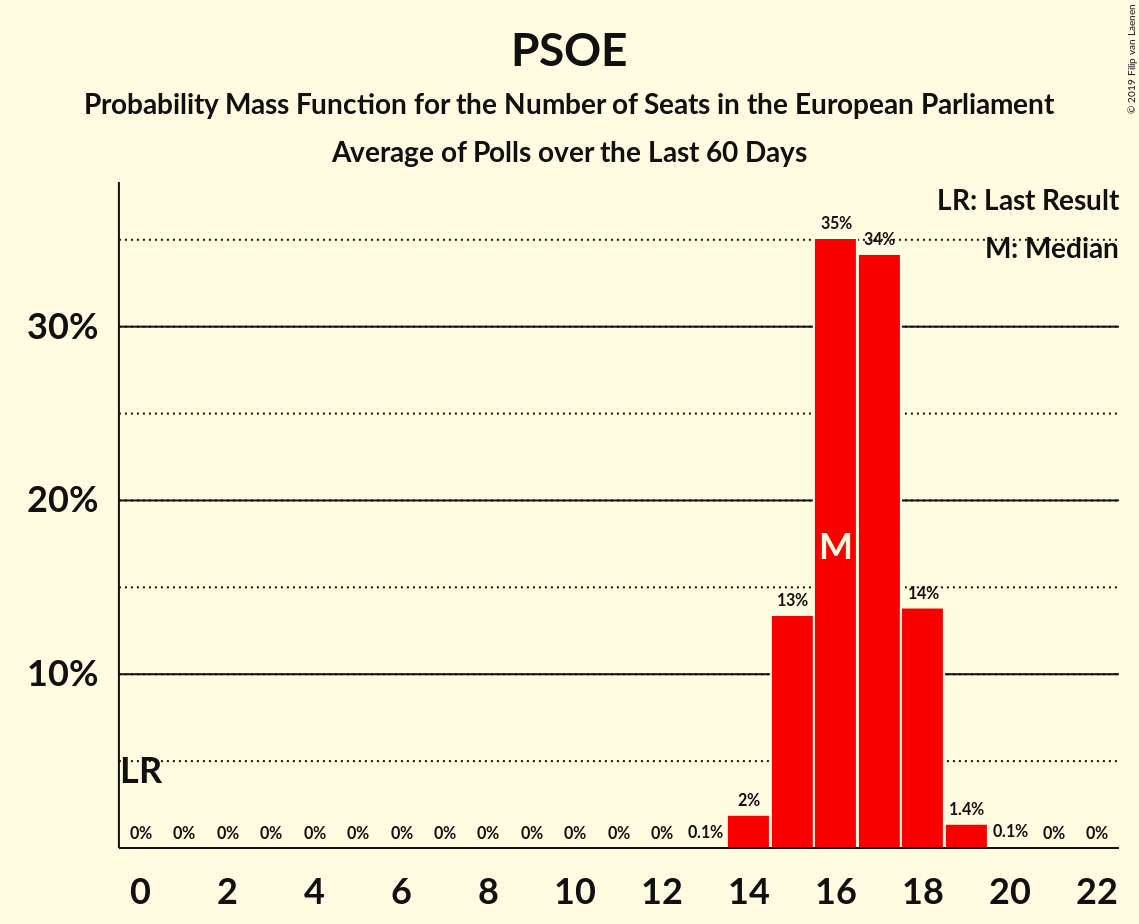 PSOE
Probability Mass Function for the Number of Seats in the European Parliament
Average of Polls over the Last 60 Days
© 2019 Filip van Laenen
LR: Last Result
M: Median
35%
34%
30%
20%
M
13%
14%
10%
LR
0% 0% 0% 0% 0% 0% 0% 0% 0% 0% 0% 0% 0% 0.1% 2% 1.4% 0.1% 0% 0%
0 2 4 6 8 10 12 14 16 18 20 22